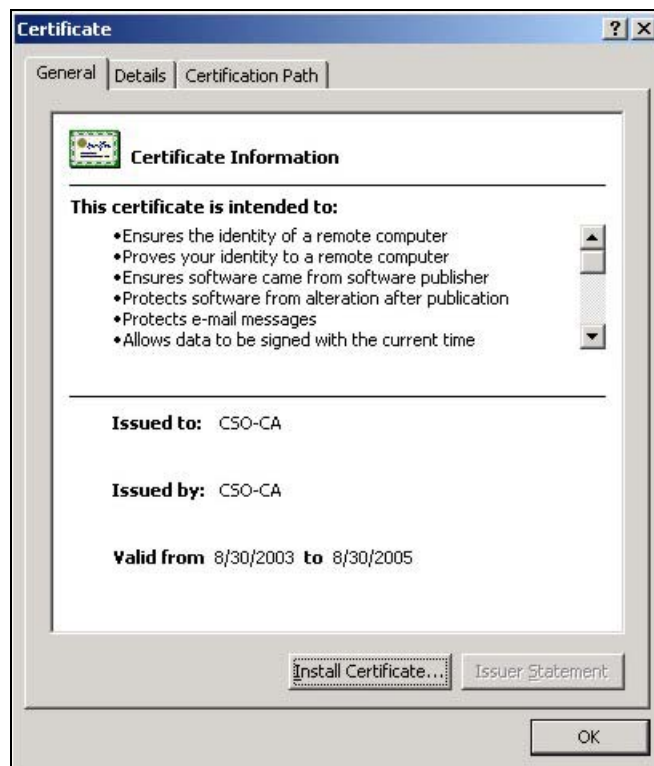 Certificate
General Details Certification Path
Certificate Information
This certificate is intended to:
•Ensures the identity of a remote computer
•Proves your identity to a remote computer
•Ensures software came from software publisher
•Protects software from alteration after publication
•Protects e-mail messages
•Allows data to be signed with the current time
Issued to: CSO-CA
Issued by: CSO-CA
Valid from 8/30/2003 to 8/30/2005
Install Certificate... Issuer Statement
OK